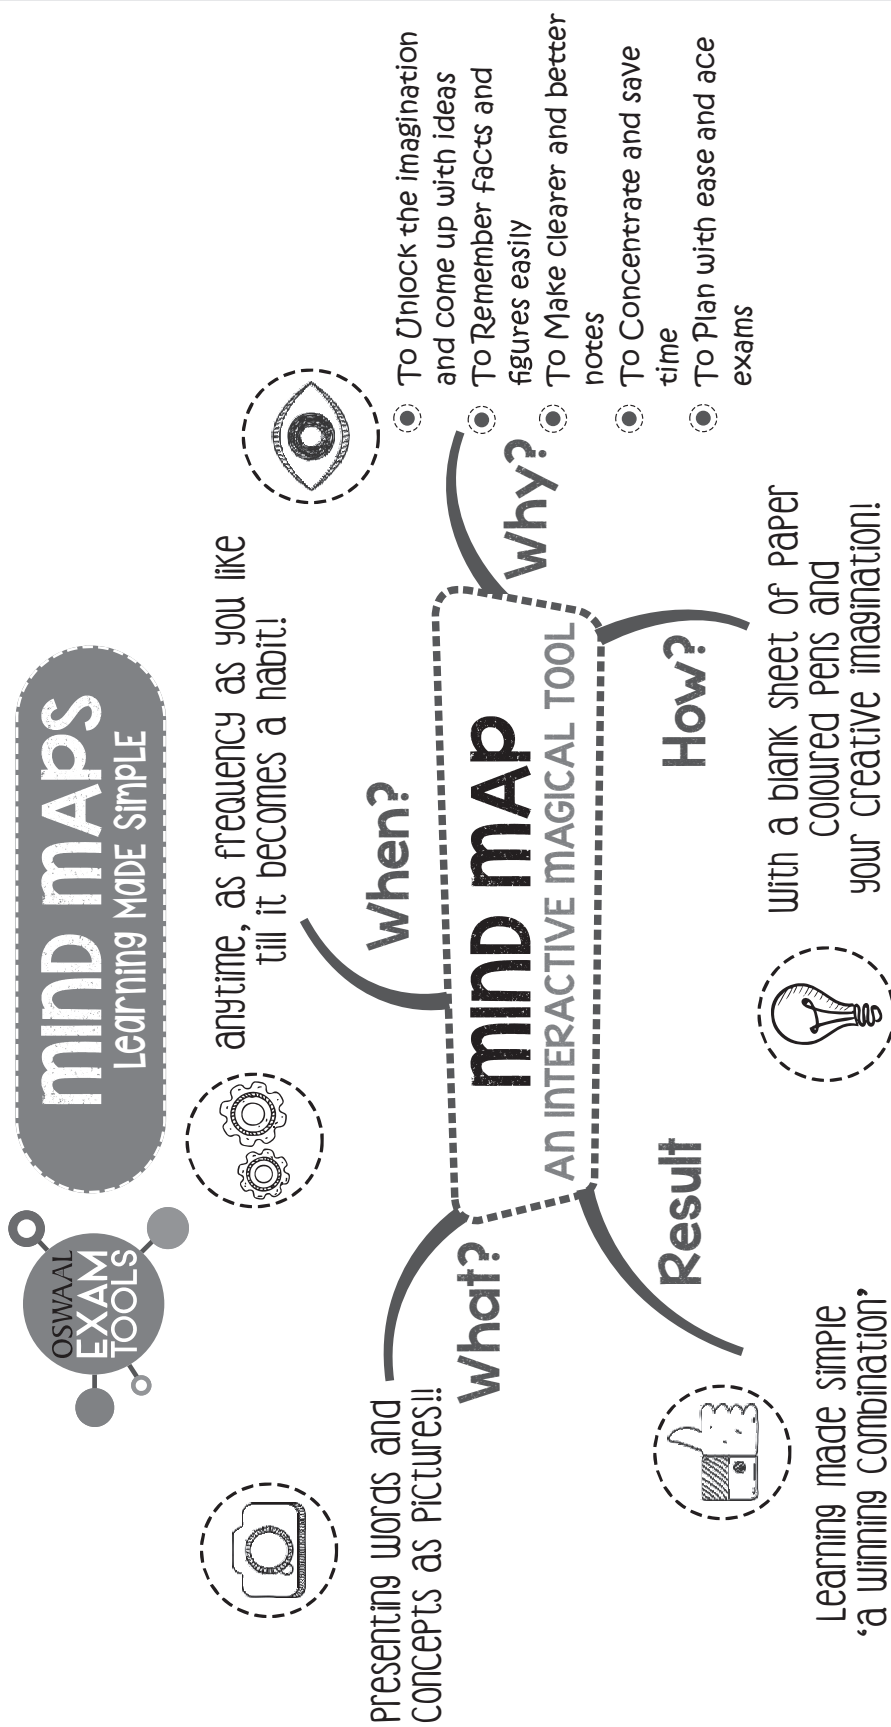 OSWAAL
EXAM
TOOLS
MIND MAPS
Learning MADE SIMPLE
anytime, as frequency as you like
till it becomes a habit!
When?
What?
Presenting words and
Concepts as Pictures!!
MIND MAP
AN INTERACTIVE MAGICAL TOOL
Why?
To Unlock the imagination
and come up with ideas
To Remember facts and
figures easily
To Make clearer and better
notes
To Concentrate and save
time
To Plan with ease and ace
exams
Result
Learning made simple
‘a winning combination’
How?
With a blank sheet of Paper
Coloured Pens and
your creative imagination!